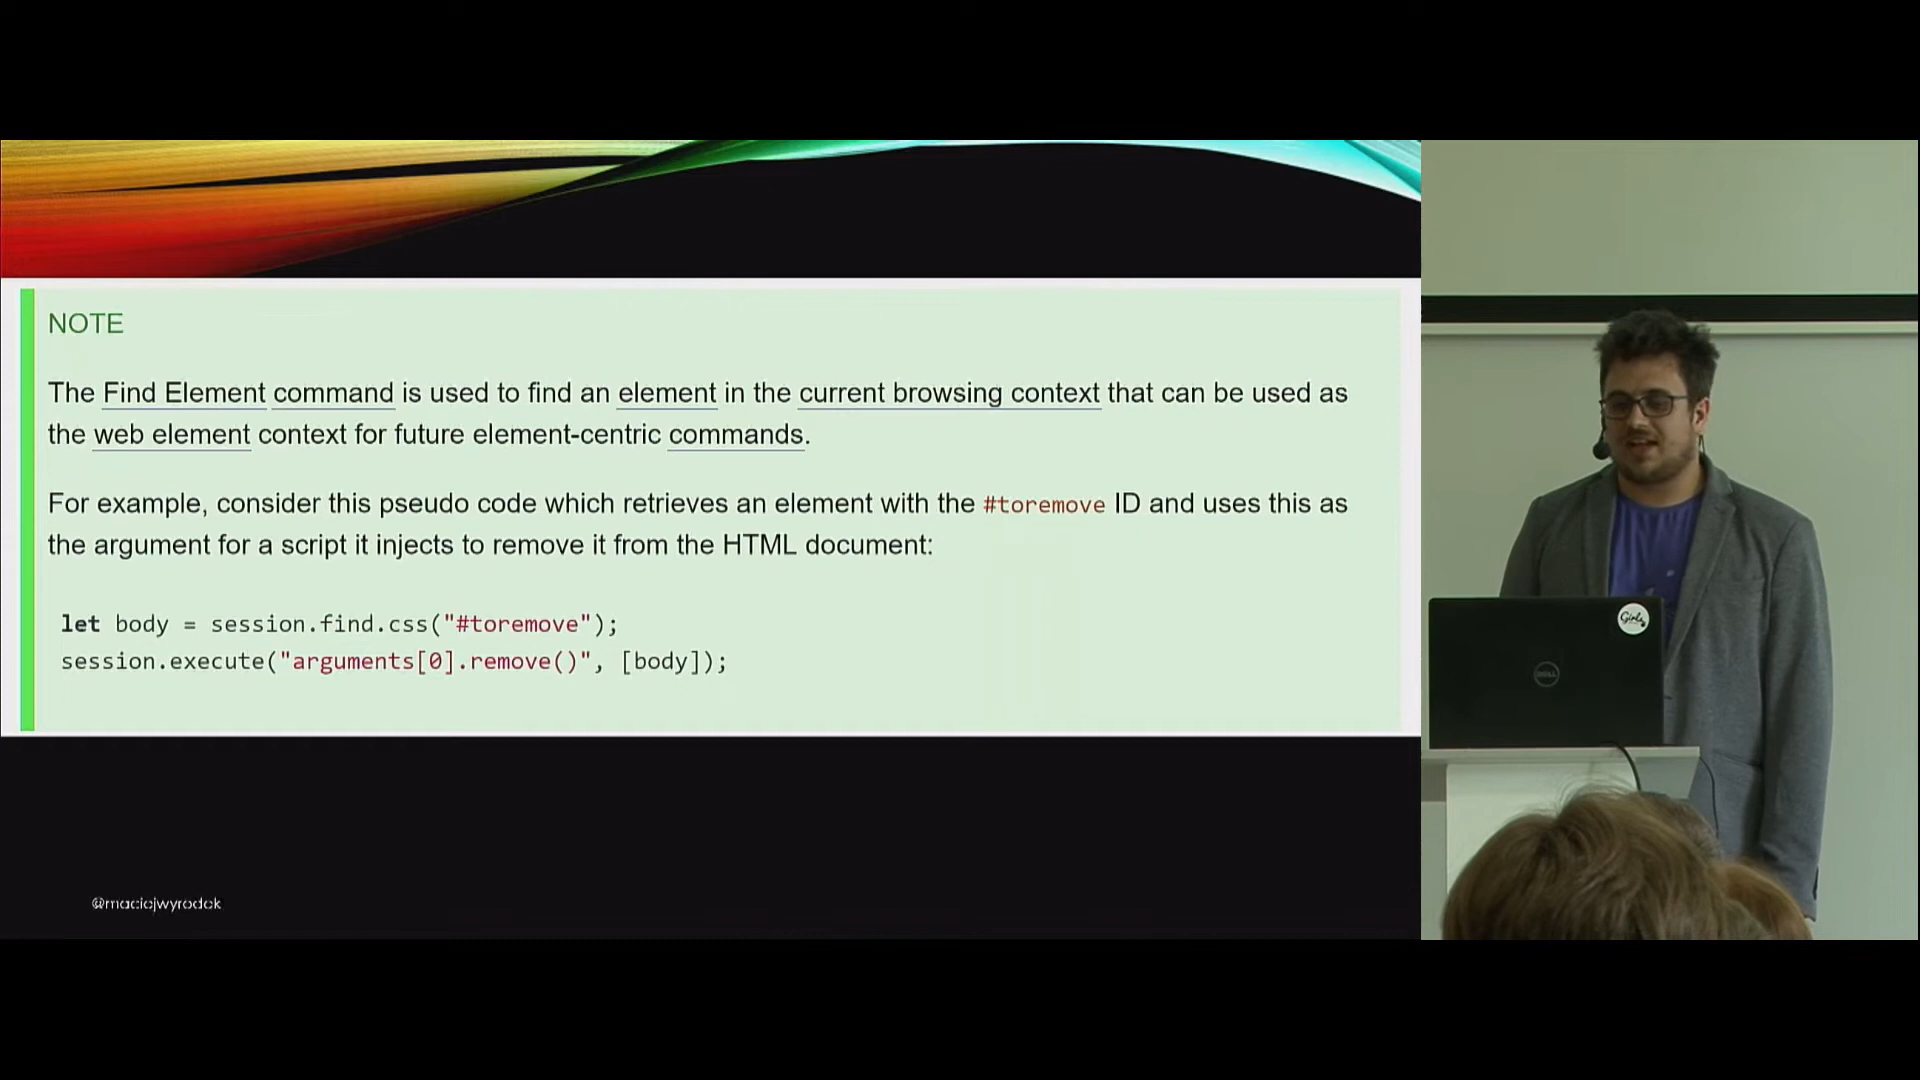 NOTE
The Find Element command is used to find an element in the current browsing context that can be used as
the web element context for future element-centric commands.
For example, consider this pseudo code which retrieves an element with the #toremove ID and uses this as
the argument for a script it injects to remove it from the HTML document:
let body = session.find.css("#toremove");
session.execute("arguments[0].remove()", [body]);
@maciejwyrodek
Girls
DELL